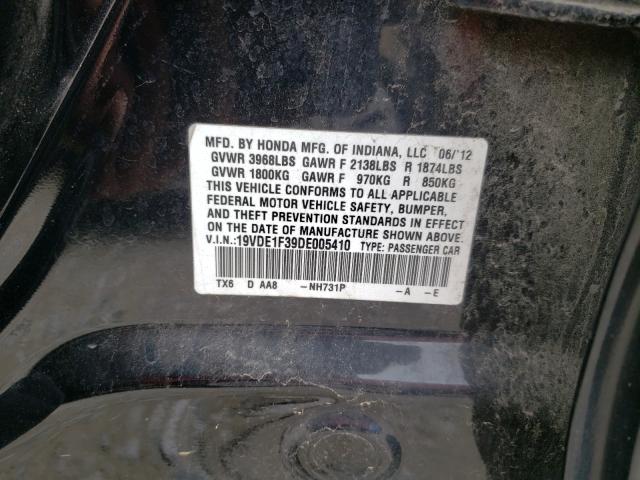 MFD. BY HONDA MFG. OF INDIANA, LLC 06/'12
GVWR 3968LBS GAWR F 2138LBS R 1874LBS
GVWR 1800KG GAWR F 970KG R 850KG
THIS VEHICLE CONFORMS TO ALL APPLICABLE
FEDERAL MOTOR VEHICLE SAFETY, BUMPER,
AND THEFT PREVENTION STANDARDS IN EFFECT
ON THE DATE OF MANUFACTURE SHOWN ABOVE.
V.I.N.:19VDE1F39DE005410 TYPE: PASSENGER CAR
TX6 D AA8 -NH731P -A -E